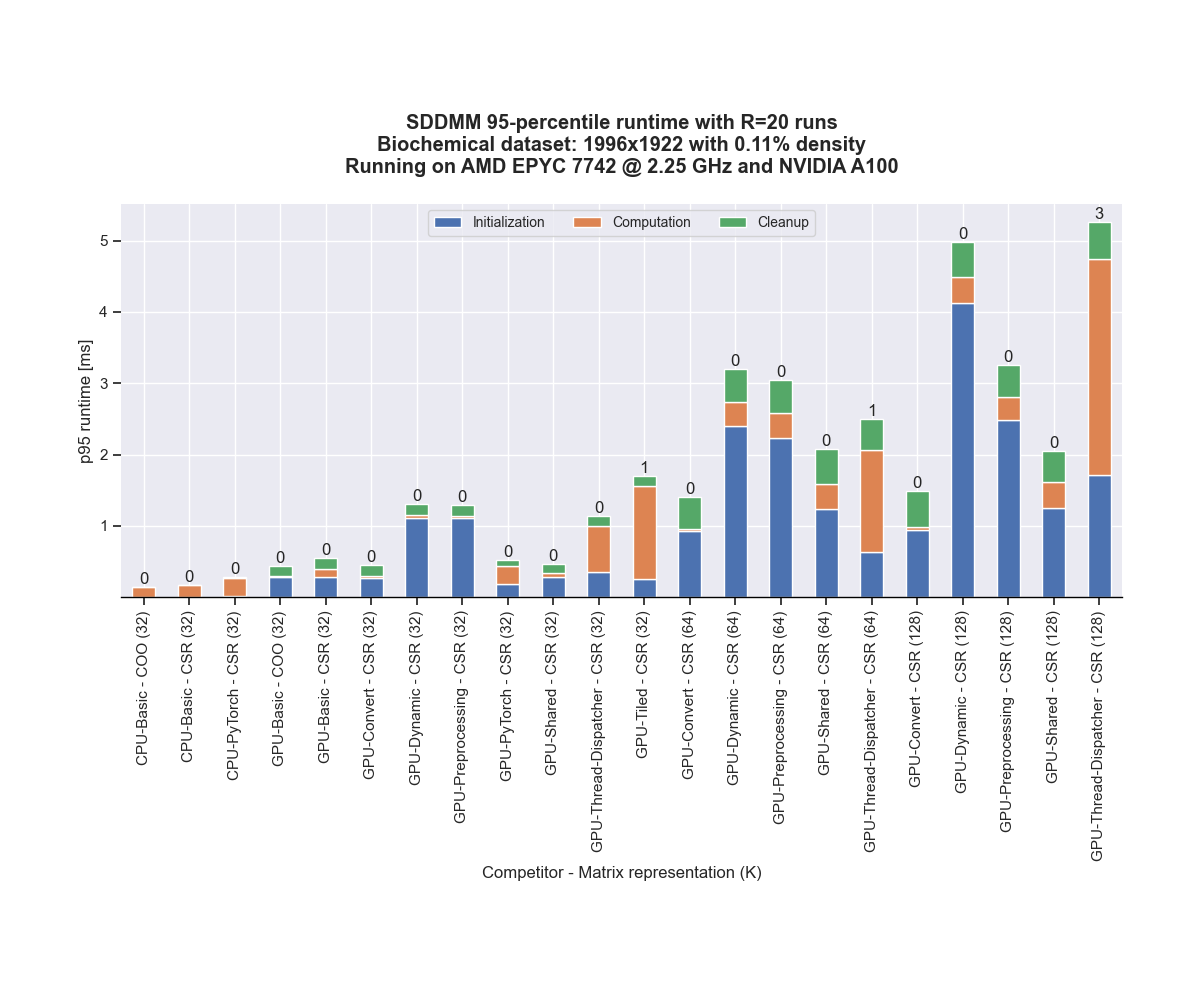 SDDMM 95-percentile runtime with R=20 runs
Biochemical dataset: 1996x1922 with 0.11% density
Running on AMD EPYC 7742 @ 2.25 GHz and NVIDIA A100
Initialization
Computation
Cleanup
p95 runtime [ms]
5
4
3
2
1
0
0
0
0
0
0
0
0
0
0
0
1
0
0
0
0
1
0
0
0
0
3
CPU-Basic - COO (32)
CPU-Basic - CSR (32)
CPU-PyTorch - CSR (32)
GPU-Basic - COO (32)
GPU-Basic - CSR (32)
GPU-Convert - CSR (32)
GPU-Dynamic - CSR (32)
GPU-Preprocessing - CSR (32)
GPU-PyTorch - CSR (32)
GPU-Shared - CSR (32)
GPU-Thread-Dispatcher - CSR (32)
GPU-Tiled - CSR (32)
GPU-Convert - CSR (64)
GPU-Dynamic - CSR (64)
GPU-Preprocessing - CSR (64)
GPU-Shared - CSR (64)
GPU-Thread-Dispatcher - CSR (64)
GPU-Convert - CSR (128)
GPU-Dynamic - CSR (128)
GPU-Preprocessing - CSR (128)
GPU-Shared - CSR (128)
GPU-Thread-Dispatcher - CSR (128)
Competitor - Matrix representation (K)